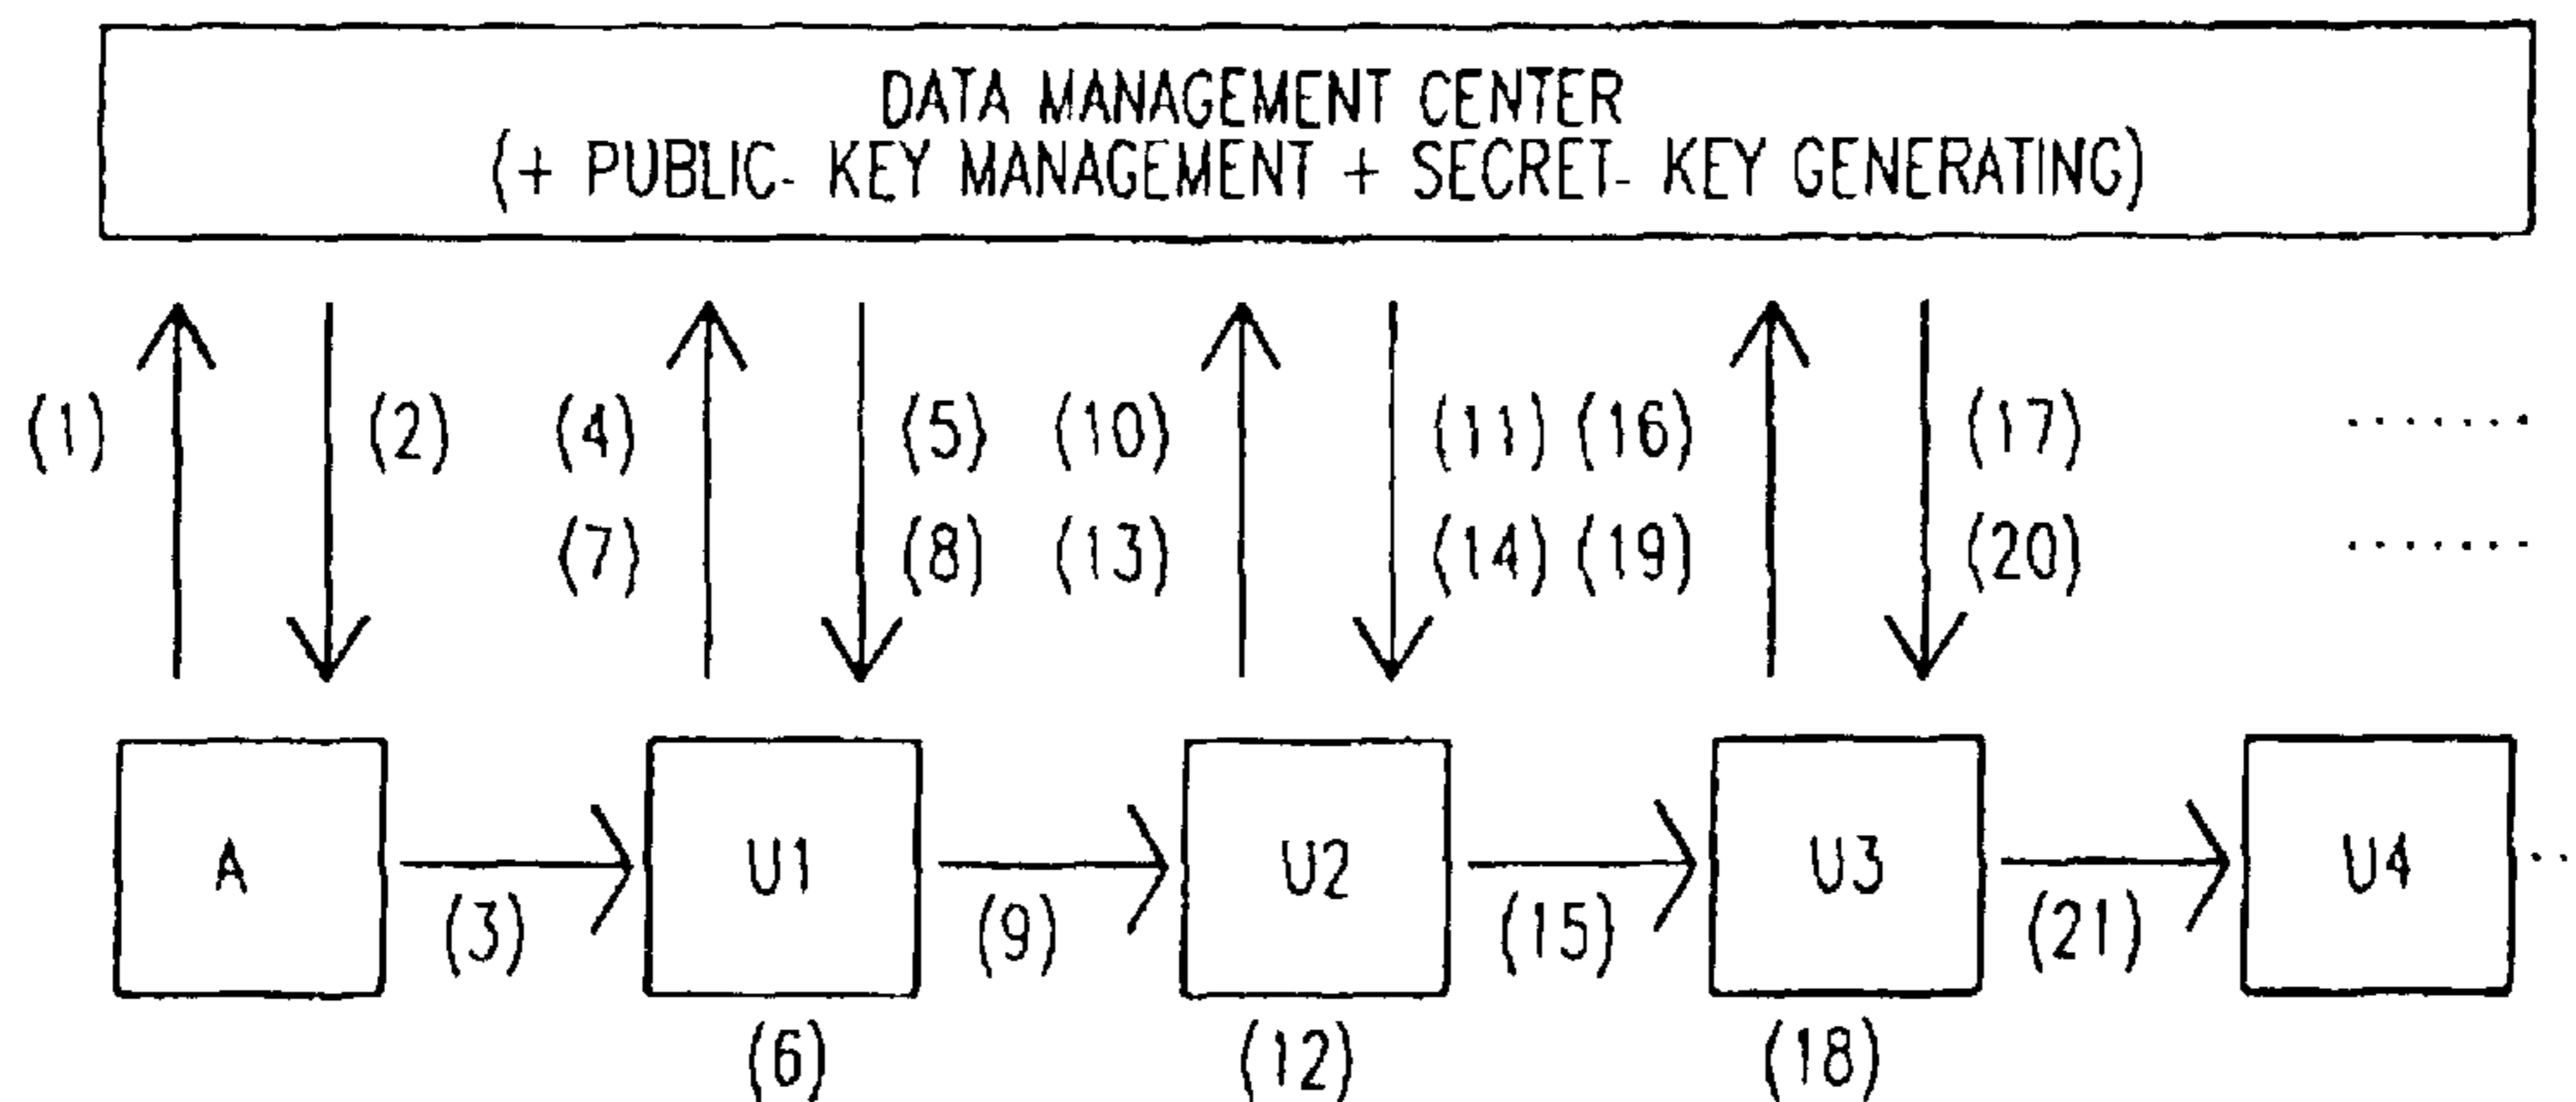 DATA MANAGEMENT CENTER
(+ PUBLIC- KEY MANAGEMENT + SECRET- KEY GENERATING)
(1) (2) (4) (5) (10) (11) (16) (17) .......
(7) (8) (13) (14) (19) (20) .......
A U1 U2 U3 U4 ..
(3) (9) (15) (21)
(6) (12) (18)